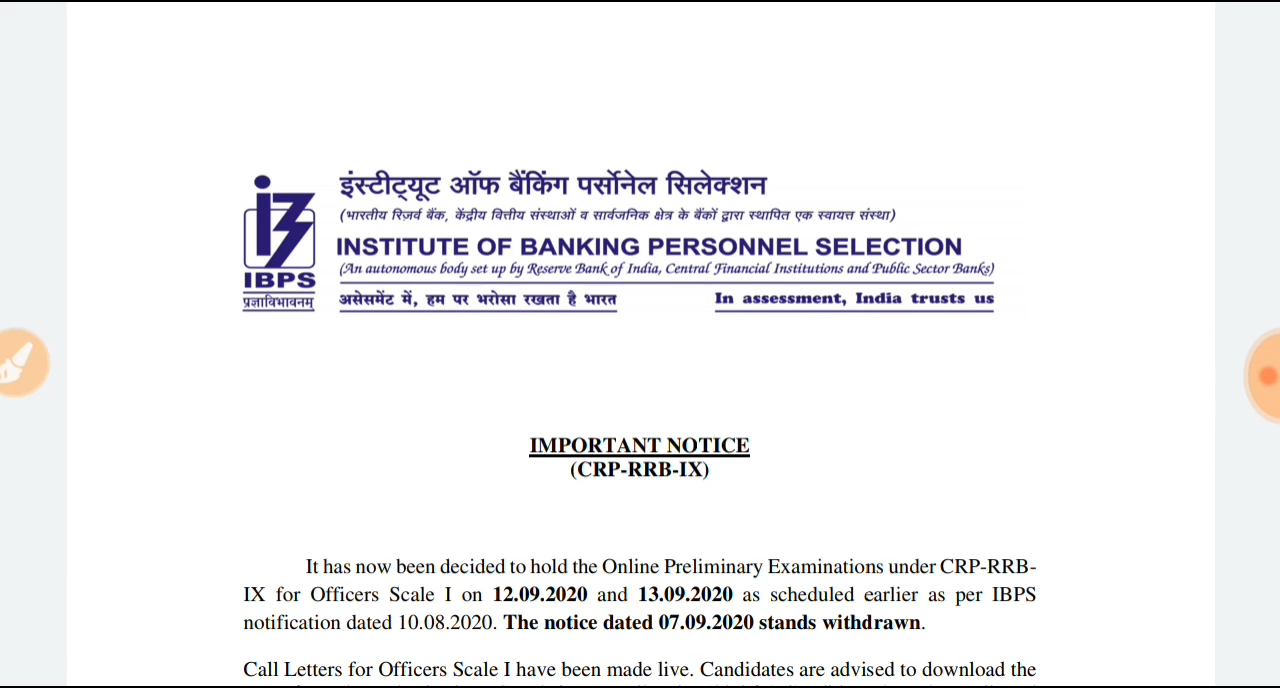 इंस्टीट्यूट ऑफ बैंकिंग पर्सोनेल सिलेक्शन
(भारतीय रिज़र्व बैंक, केंद्रीय वित्तीय संस्थाओं व सार्वजनिक क्षेत्र के बैंकों द्वारा स्थापित एक स्वायत्त संस्था)
INSTITUTE OF BANKING PERSONNEL SELECTION
(An autonomous body set up by Reserve Bank of India, Central Financial Institutions and Public Sector Banks)
IBPS
प्रज्ञाविभावनम्
असेसमेंट में, हम पर भरोसा रखता है भारत
In assessment, India trusts us
IMPORTANT NOTICE
(CRP-RRB-IX)
It has now been decided to hold the Online Preliminary Examinations under CRP-RRB-
IX for Officers Scale I on 12.09.2020 and 13.09.2020 as scheduled earlier as per IBPS
notification dated 10.08.2020. The notice dated 07.09.2020 stands withdrawn.
Call Letters for Officers Scale I have been made live. Candidates are advised to download the